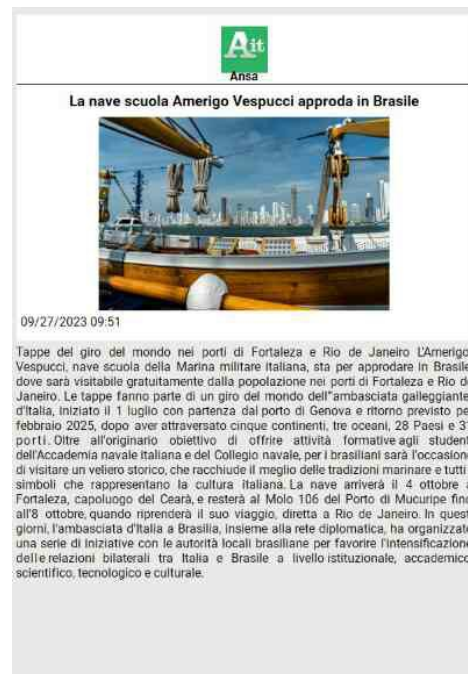 Ait
Ansa
La nave scuola Amerigo Vespucci approda in Brasile
09/27/2023 09:51
Tappe del giro del mondo nei porti di Fortaleza e Rio de Janeiro L'Amerigo
Vespucci, nave scuola della Marina militare italiana, sta per approdare in Brasile
dove sarà visitabile gratuitamente dalla popolazione nei porti di Fortaleza e Rio d
Janeiro. Le tappe fanno parte di un giro del mondo dell"ambasciata galleggiante
d'Italia, iniziato il 1 luglio con partenza dal porto di Genova e ritorno previsto pe
febbraio 2025, dopo aver attraversato cinque continenti, tre oceani, 28 Paesi e 31
porti. Oltre all'originario obiettivo di offrire attività formative agli student
dell'Accademia navale italiana e del Collegio navale, per i brasiliani sarà l'occasione
di visitare un veliero storico, che racchiude il meglio delle tradizioni marinare e tutti
simboli che rappresentano la cultura italiana. La nave arriverà il 4 ottobre a
Fortaleza, capoluogo del Ceará, e resterà al Molo 106 del Porto di Mucuripe fino
all'8 ottobre, quando riprenderà il suo viaggio, diretta a Rio de Janeiro. In quest
giorni, l'ambasciata d'Italia a Brasilia, insieme alla rete diplomatica, ha organizzato
una serie di iniziative con le autorità locali brasiliane per favorire l'intensificazione
delle relazioni bilaterali tra Italia e Brasile a livello istituzionale, accademico
scientifico, tecnologico e culturale.